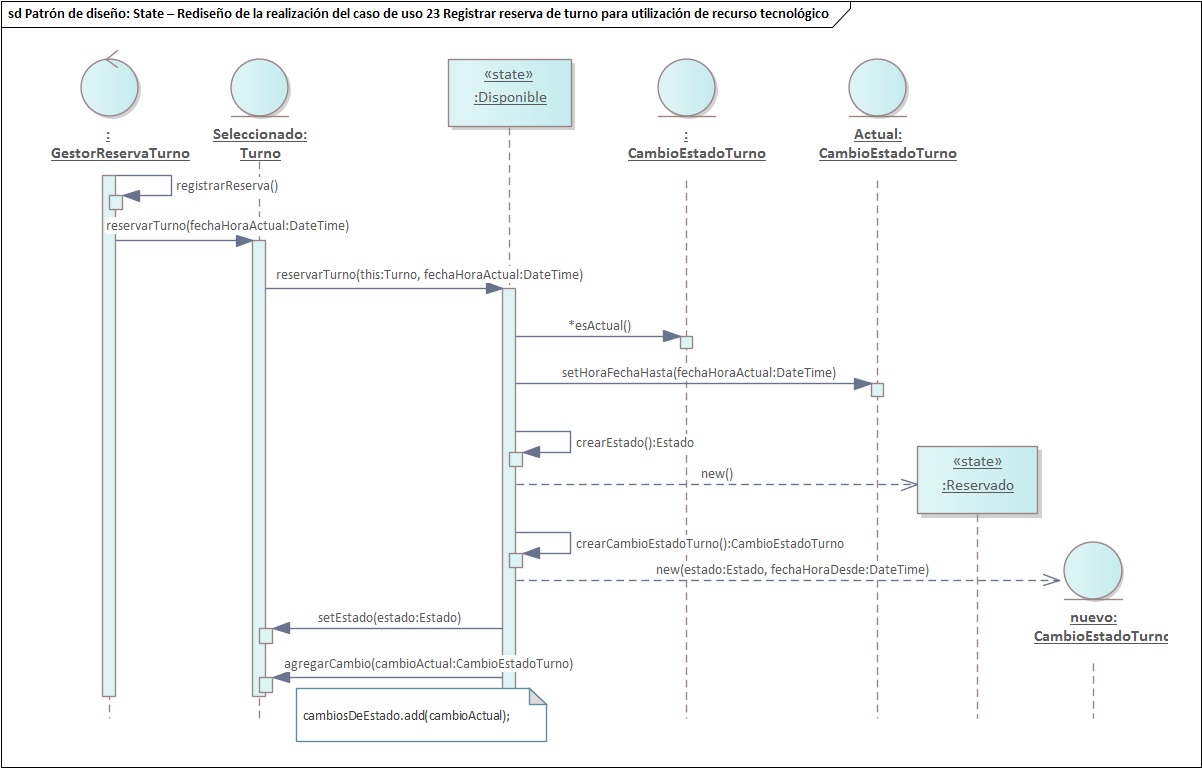 sd Patrón de diseño: State – Rediseño de la realización del caso de uso 23 Registrar reserva de turno para utilización de recurso tecnológico
:
GestorReservaTurno
Seleccionado:
Turno
«state»
:Disponible
:
CambioEstadoTurno
Actual:
CambioEstadoTurno
registrarReserva()
reservarTurno(fechaHoraActual:DateTime)
reservarTurno(this:Turno, fechaHoraActual:DateTime)
*esActual()
setHoraFechaHasta(fechaHoraActual:DateTime)
crearEstado():Estado
new()
«state»
:Reservado
crearCambioEstadoTurno():CambioEstadoTurno
new(estado:Estado, fechaHoraDesde:DateTime)
nuevo:
CambioEstadoTurno
setEstado(estado:Estado)
agregarCambio(cambioActual:CambioEstadoTurno)
cambiosDeEstado.add(cambioActual);